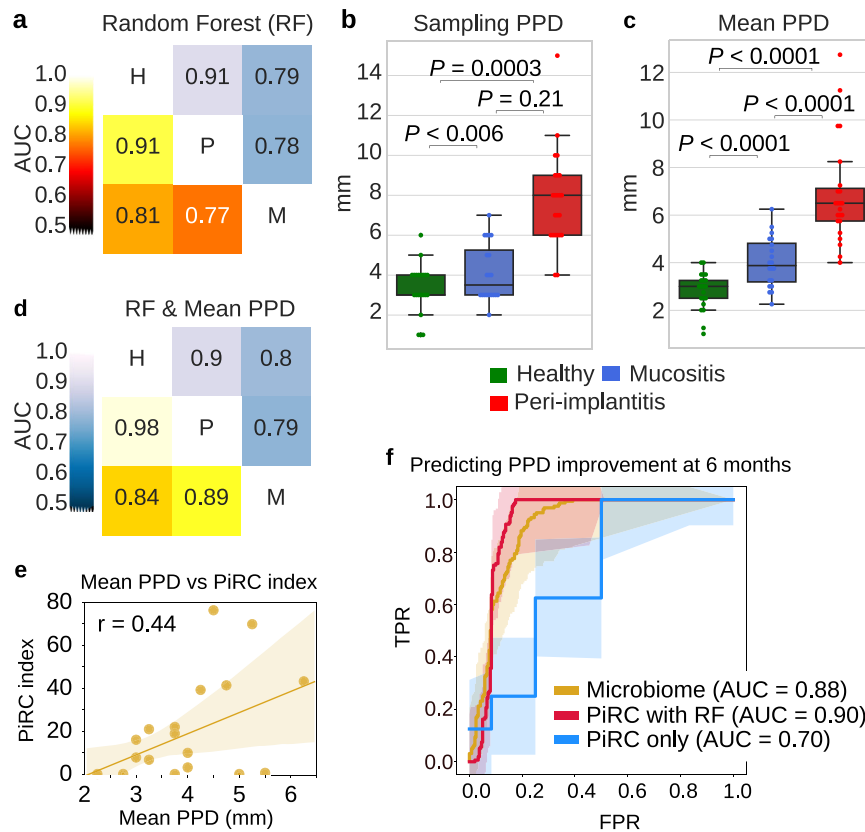 a
Random Forest (RF)
AUC
1.0
0.9
0.8
0.7
0.6
0.5
H 0.91 0.79
0.91 P 0.78
0.81 0.77 M
b
Sampling PPD
mm
14
12
10
8
6
4
2
P = 0.0003
P = 0.21
P < 0.006
c
Mean PPD
mm
12
10
8
6
4
2
P < 0.0001
P < 0.0001
P < 0.0001
Healthy Mucositis
Peri-implantitis
d
RF & Mean PPD
AUC
1.0
0.9
0.8
0.7
0.6
0.5
H 0.9 0.8
0.98 P 0.79
0.84 0.89 M
e
Mean PPD vs PiRC index
r = 0.44
PiRC index
80
60
40
20
0
2 3 4 5 6
Mean PPD (mm)
f
Predicting PPD improvement at 6 months
TPR
1.0
0.8
0.6
0.4
0.2
0.0
Microbiome (AUC = 0.88)
PiRC with RF (AUC = 0.90)
PiRC only (AUC = 0.70)
0.0 0.2 0.4 0.6 0.8 1.0
FPR